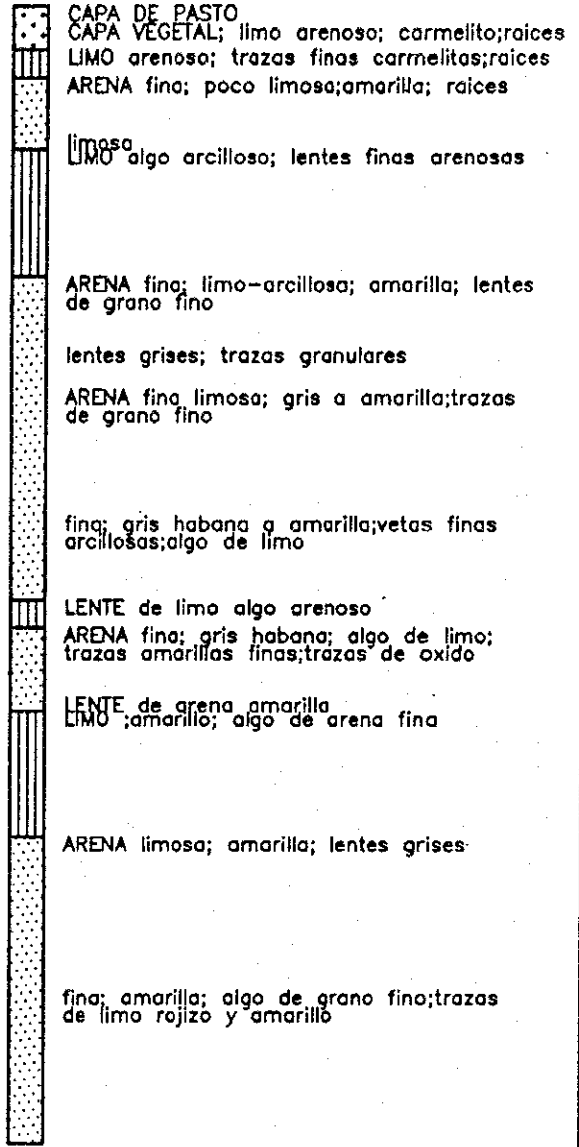 CAPA DE PASTO
CAPA VEGETAL; limo arenoso; carmelito;raices
LIMO arenoso; trazas finas carmelitas;raices
ARENA fina; poco limosa;amarilla; raices
limosa
LIMO algo arcilloso; lentes finas arenosas
ARENA fina; limo-arcillosa; amarilla; lentes
de grano fino
lentes grises; trazas granulares
ARENA fina limosa; gris a amarilla;trazas
de grano fino
fina; gris habana a amarilla;vetas finas
arcillosas;algo de limo
LENTE de limo algo arenoso
ARENA fina; gris habana; algo de limo;
trazas amarillas finas;trazas de oxido
LENTE de arena amarilla
LIMO ;amarillo; algo de arena fina
ARENA limosa; amarilla; lentes grises
fina; amarilla; algo de grano fino;trazas
de limo rojizo y amarillo